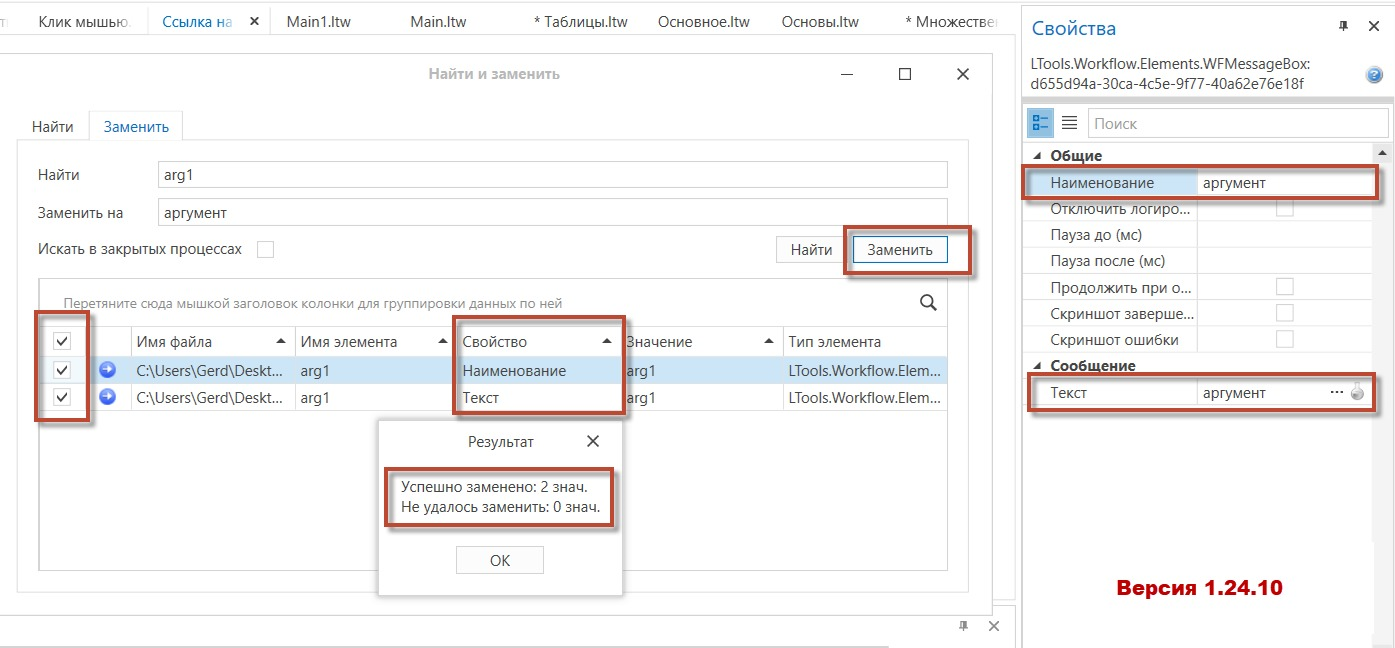 Клик мышью.
Ссылка на
Main1.ltw
Main.ltw
* Таблицы.ltw
Основное.ltw
Основы.ltw
* Множестве
Найти и заменить
Найти
Заменить
Найти
arg1
Заменить на
аргумент
Искать в закрытых процессах
Найти
Заменить
Перетяните сюда мышкой заголовок колонки для группировки данных по ней
Имя файла
Имя элемента
Свойство
Значение
Тип элемента
C:\Users\Gerd\Deskt...
arg1
Наименование
arg1
LTools.Workflow.Elem...
C:\Users\Gerd\Deskt...
arg1
Текст
arg1
LTools.Workflow.Elem...
Результат
Успешно заменено: 2 знач.
Не удалось заменить: 0 знач.
ОК
Свойства
LTools.Workflow.Elements.WFMessageBox:
d655d94a-30ca-4c5e-9f77-40a62e76e18f
Поиск
Общие
Наименование
аргумент
Отключить логиро...
Пауза до (мс)
Пауза после (мс)
Продолжить при о...
Скриншот заверше...
Скриншот ошибки
Сообщение
Текст
аргумент
...
Версия 1.24.10